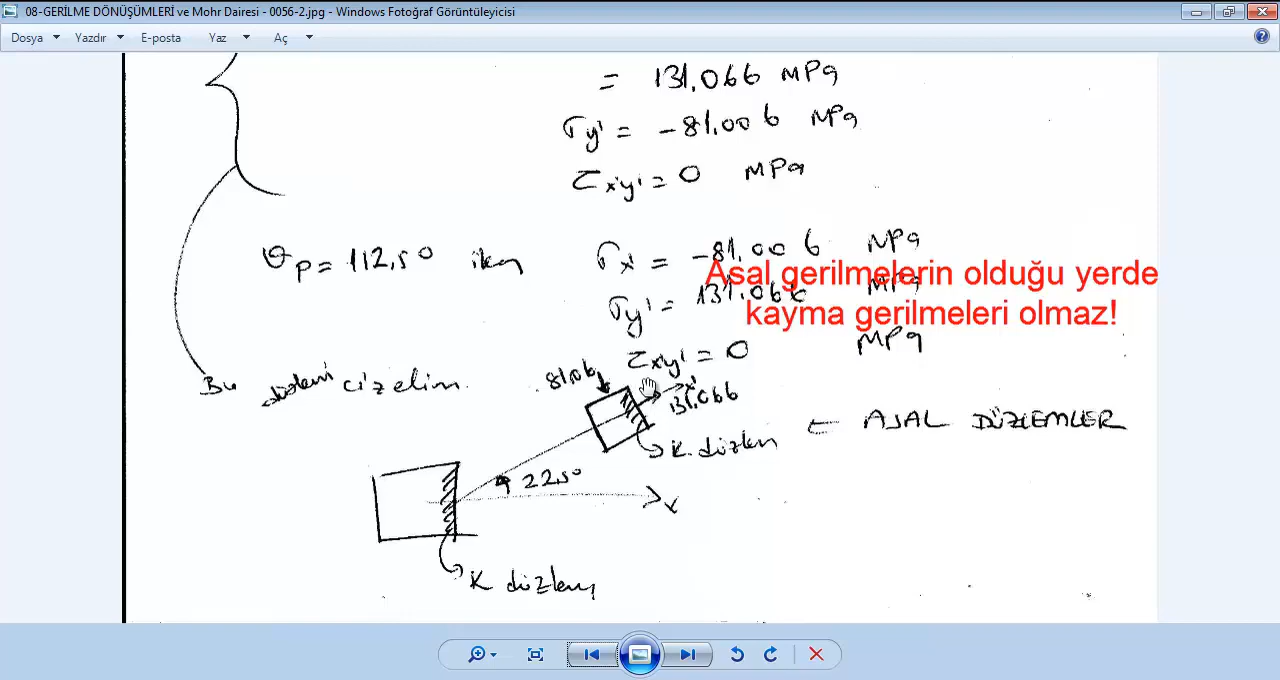 08-GERİLME DÖNÜŞÜMLERİ ve Mohr Dairesi - 0056-2.jpg - Windows Fotoğraf Görüntüleyicisi
Dosya Yazdır E-posta Yaz Aç
= 131.066 MPa
σy' = -81.006 MPa
τx'y' = 0 MPa
θp = 112,5° iken σx' = -81.006 MPa
Asal gerilmelerin olduğu yerde
σy' = 131.066 MPa
kayma gerilmeleri olmaz!
τx'y' = 0 MPa
Bu düzlemi çizelim.
81.06
x'
131.066
K düzlem ← ASAL DÜZLEMLER
22,5°
x
K düzlem